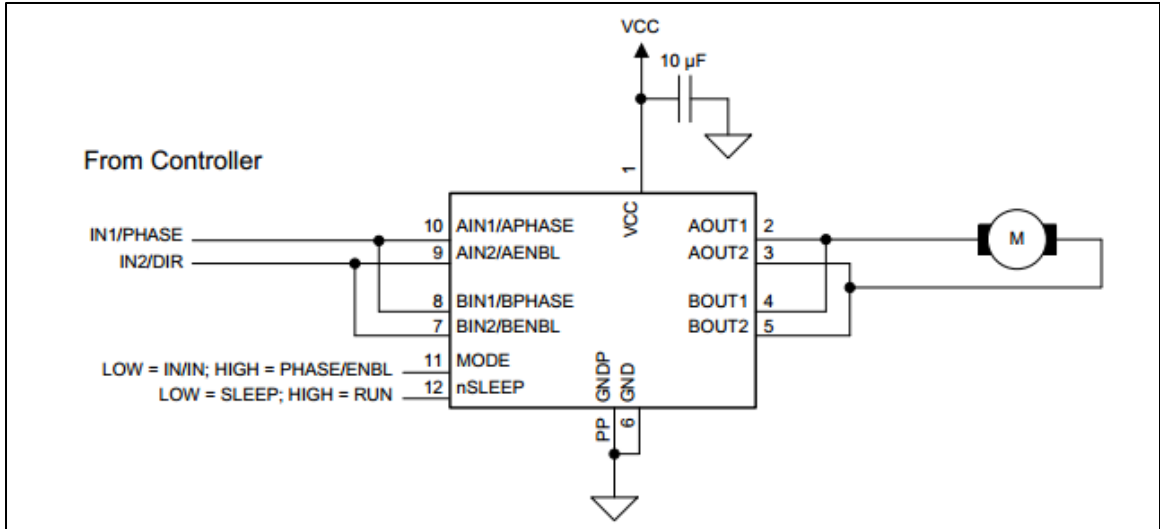 VCC
10 µF
From Controller
1
VCC
IN1/PHASE
10 AIN1/APHASE
AOUT1 2
IN2/DIR
9 AIN2/AENBL
AOUT2 3
M
8 BIN1/BPHASE
BOUT1 4
7 BIN2/BENBL
BOUT2 5
LOW = IN/IN; HIGH = PHASE/ENBL
11 MODE
LOW = SLEEP; HIGH = RUN
12 nSLEEP
GNDP
GND
PP
6